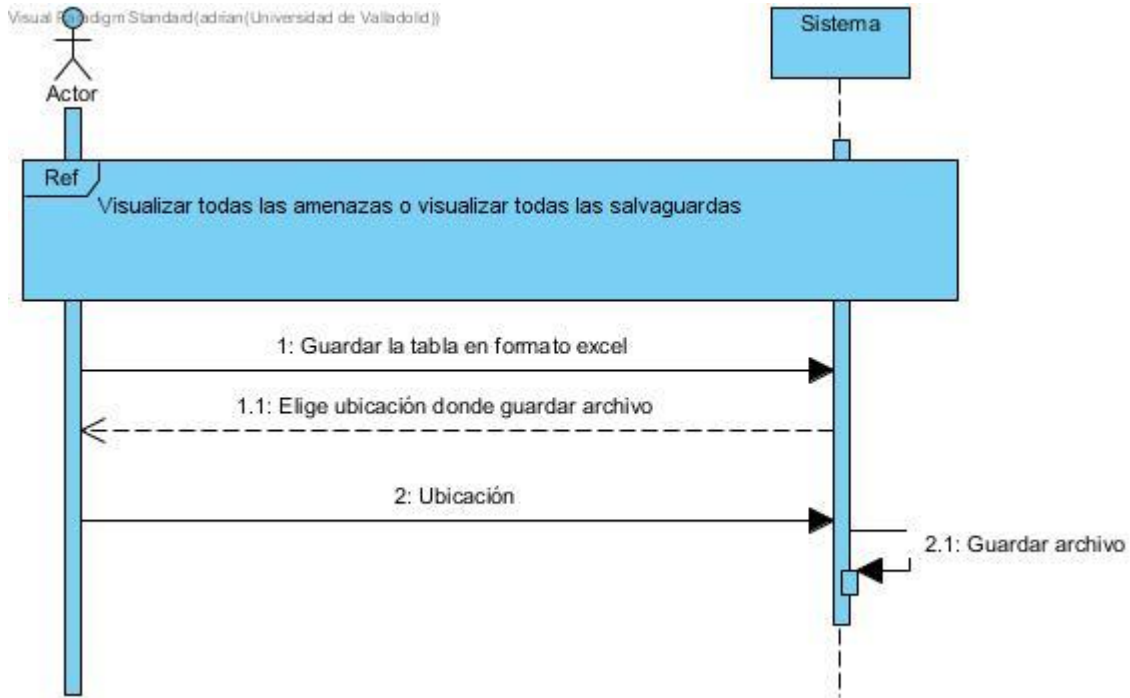 Visual Paradigm Standard(adrian(Universidad de Valladolid))
Sistema
Actor
Ref
Visualizar todas las amenazas o visualizar todas las salvaguardas
1: Guardar la tabla en formato excel
1.1: Elige ubicación donde guardar archivo
2: Ubicación
2.1: Guardar archivo